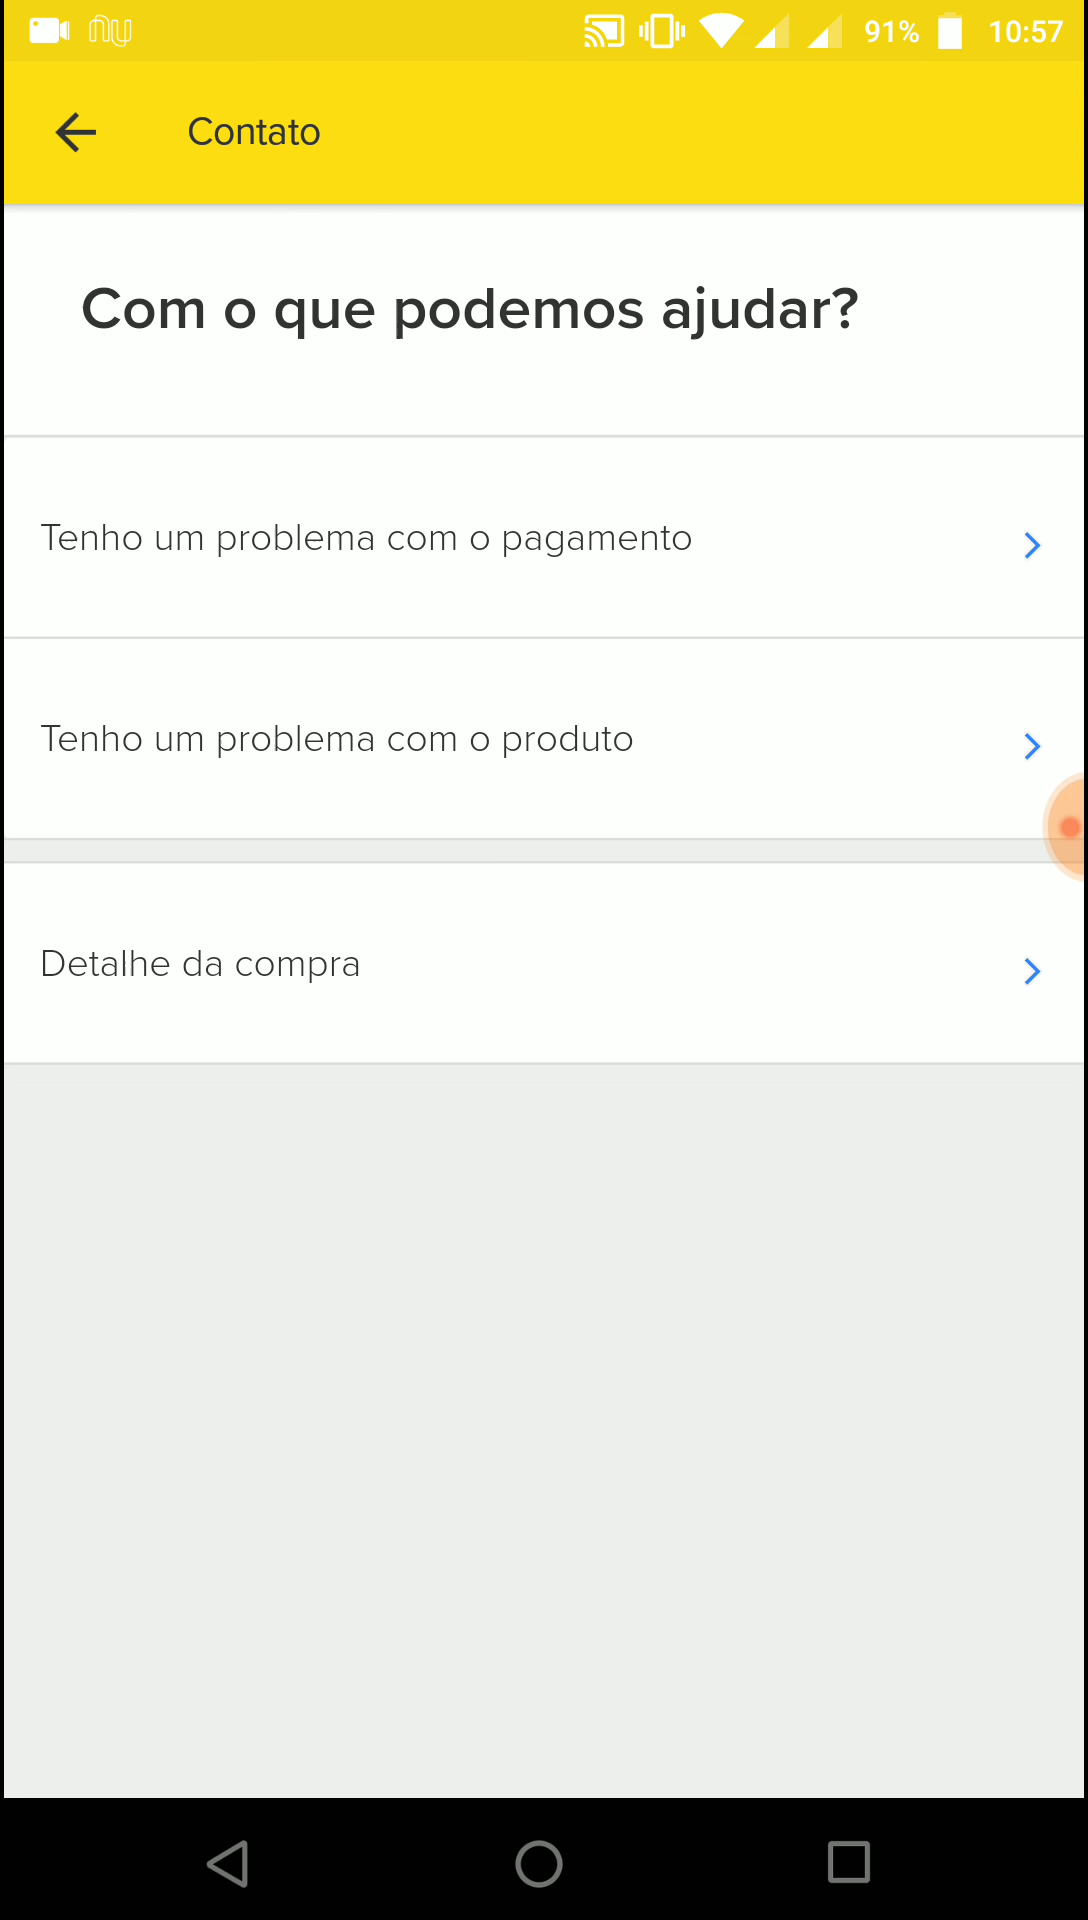 91% 10:57
Contato
Com o que podemos ajudar?
Tenho um problema com o pagamento
Tenho um problema com o produto
Detalhe da compra